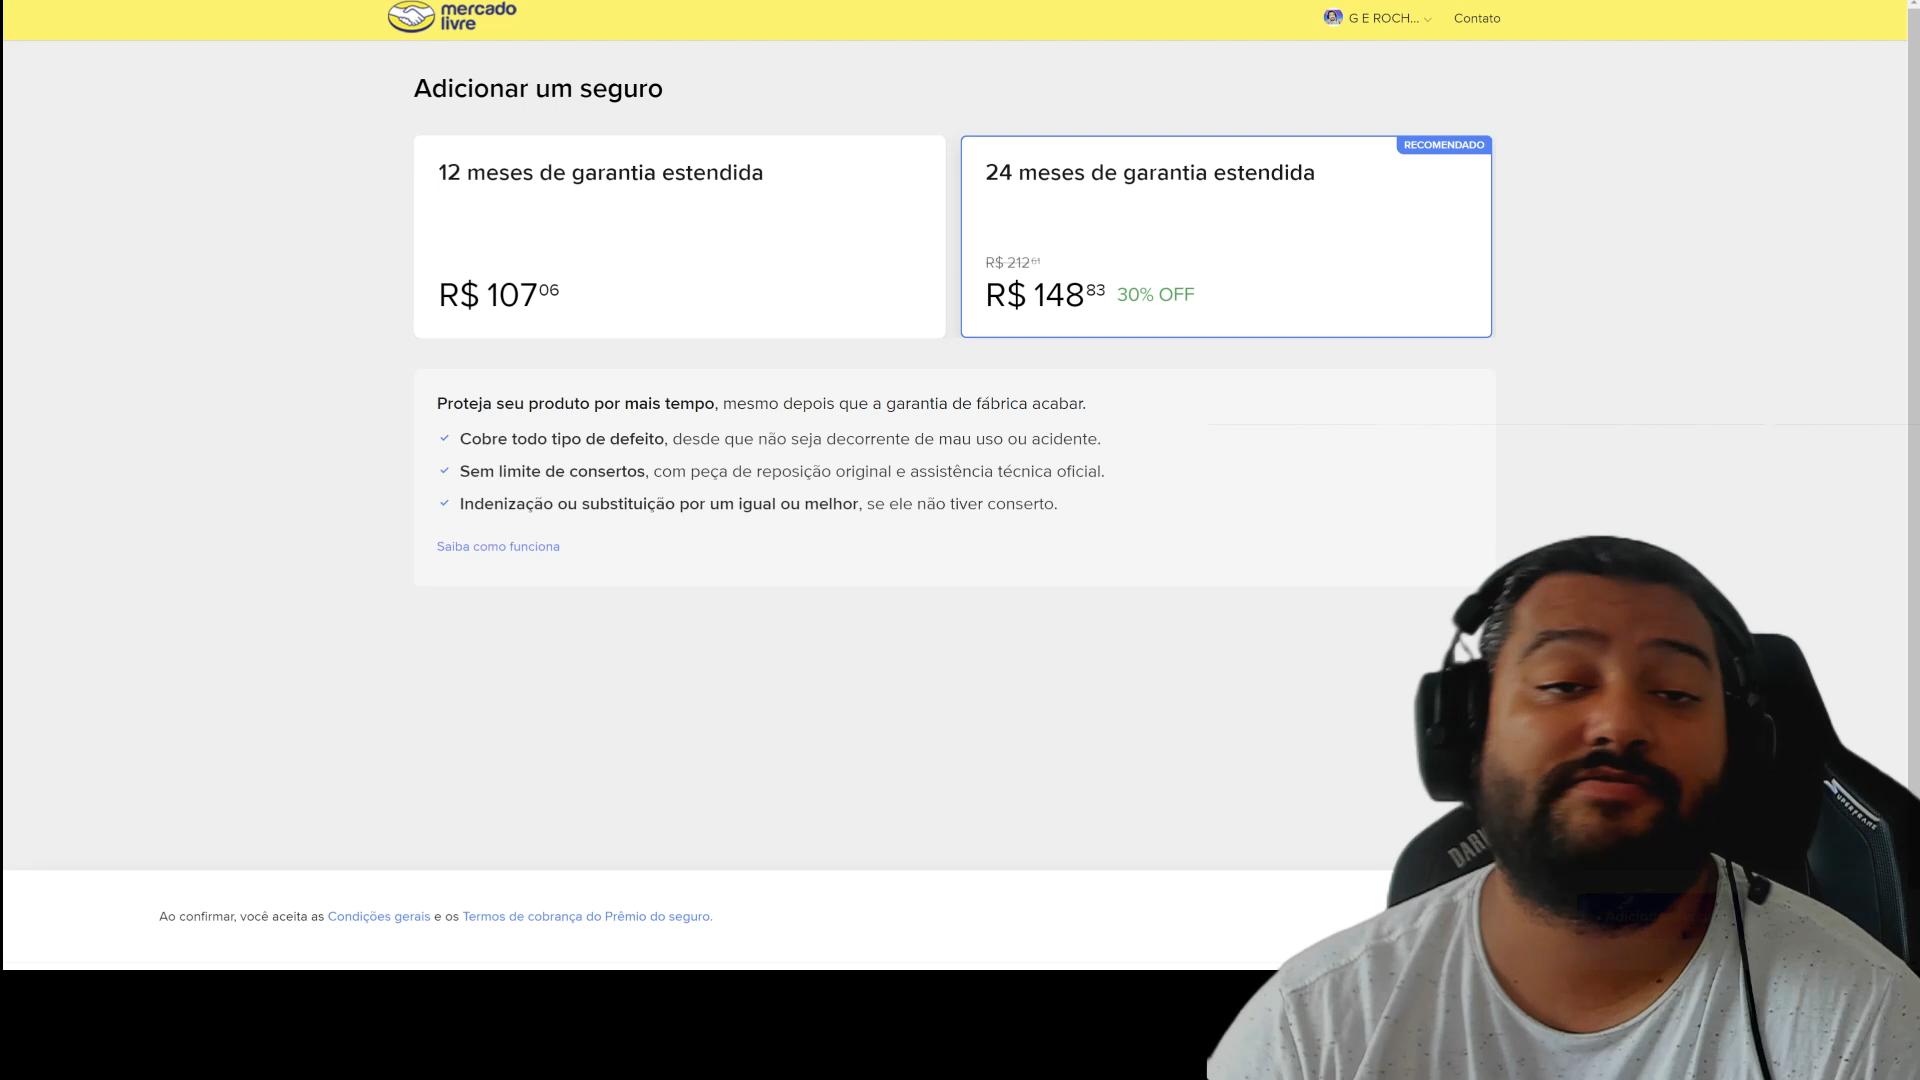 mercado
livre
G E ROCH...
Contato
Adicionar um seguro
12 meses de garantia estendida
R$ 107 06
RECOMENDADO
24 meses de garantia estendida
R$ 212 61
R$ 148 83 30% OFF
Proteja seu produto por mais tempo, mesmo depois que a garantia de fábrica acabar.
Cobre todo tipo de defeito, desde que não seja decorrente de mau uso ou acidente.
Sem limite de consertos, com peça de reposição original e assistência técnica oficial.
Indenização ou substituição por um igual ou melhor, se ele não tiver conserto.
Saiba como funciona
Ao confirmar, você aceita as Condições gerais e os Termos de cobrança do Prêmio do seguro.
SUPERFRAME